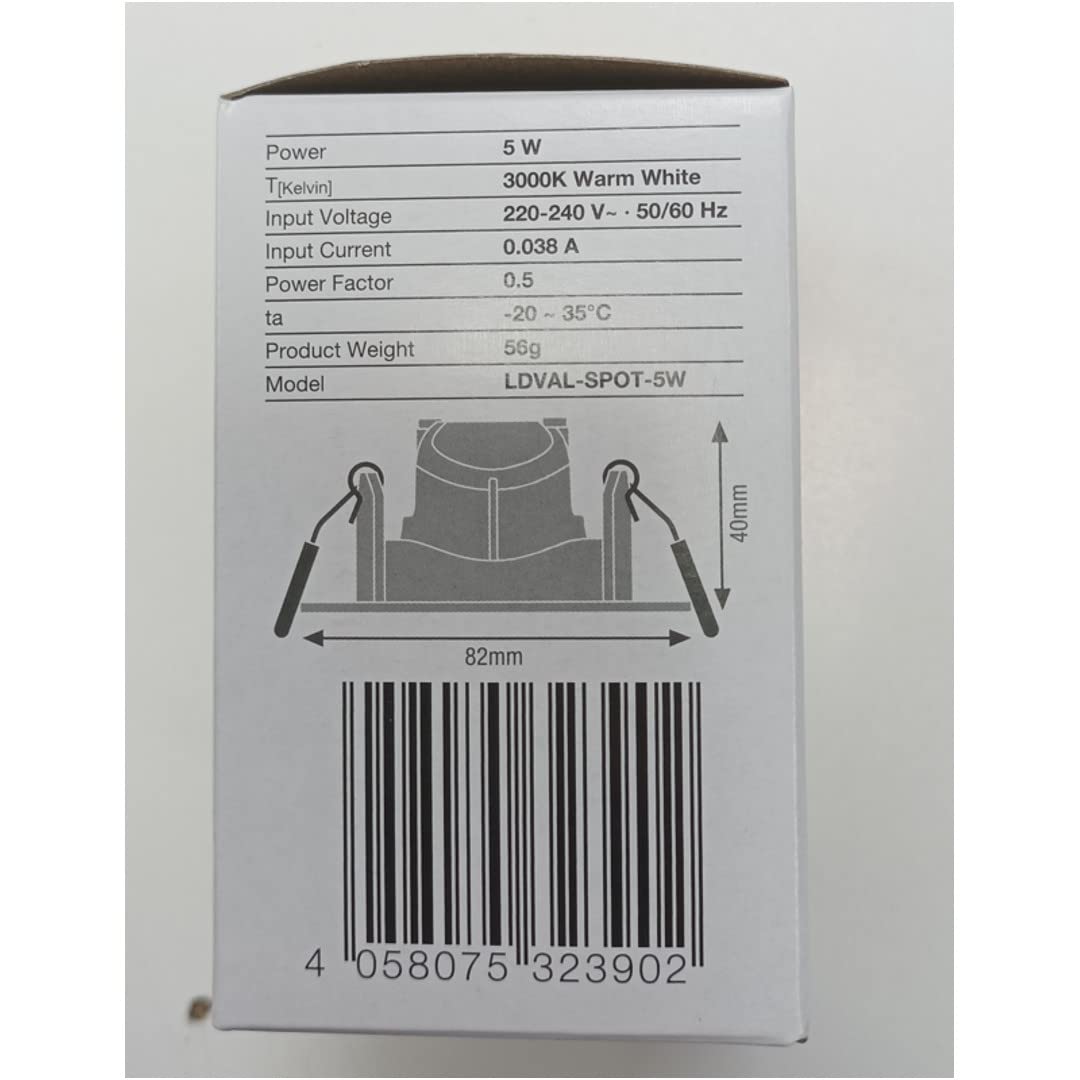 Power 5 W
T[Kelvin] 3000K Warm White
Input Voltage 220-240 V~ · 50/60 Hz
Input Current 0.038 A
Power Factor 0.5
ta -20 ~ 35°C
Product Weight 56g
Model LDVAL-SPOT-5W
40mm
82mm
4 058075 323902